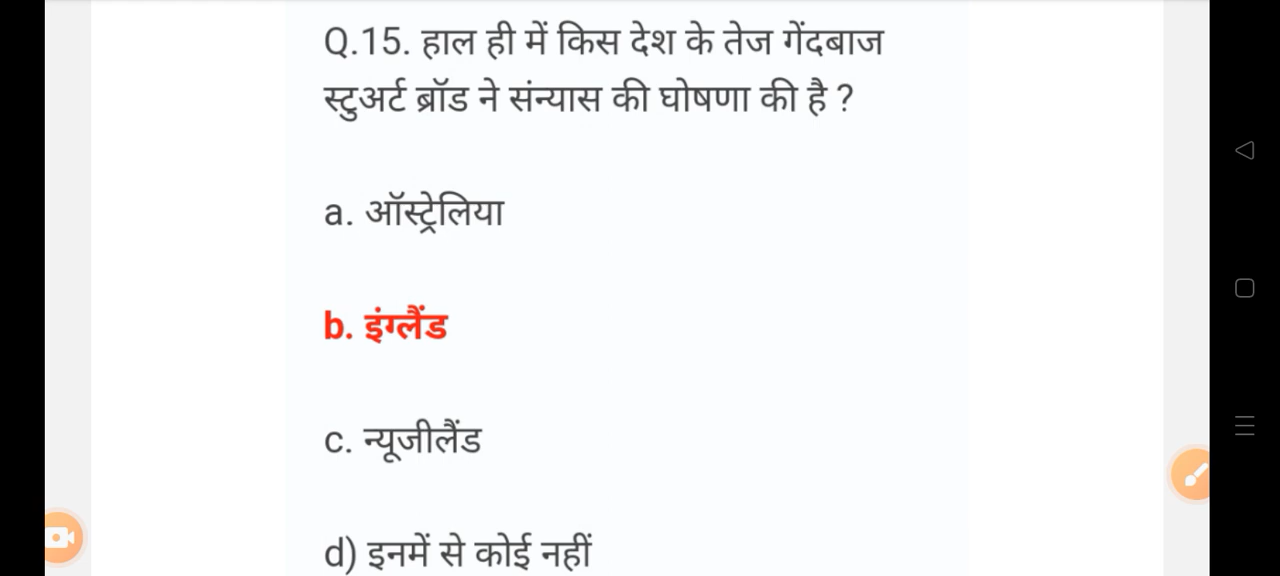 Q.15. हाल ही में किस देश के तेज गेंदबाज
स्टुअर्ट ब्रॉड ने संन्यास की घोषणा की है ?
a. ऑस्ट्रेलिया
b. इंग्लैंड
c. न्यूजीलैंड
d) इनमें से कोई नहीं